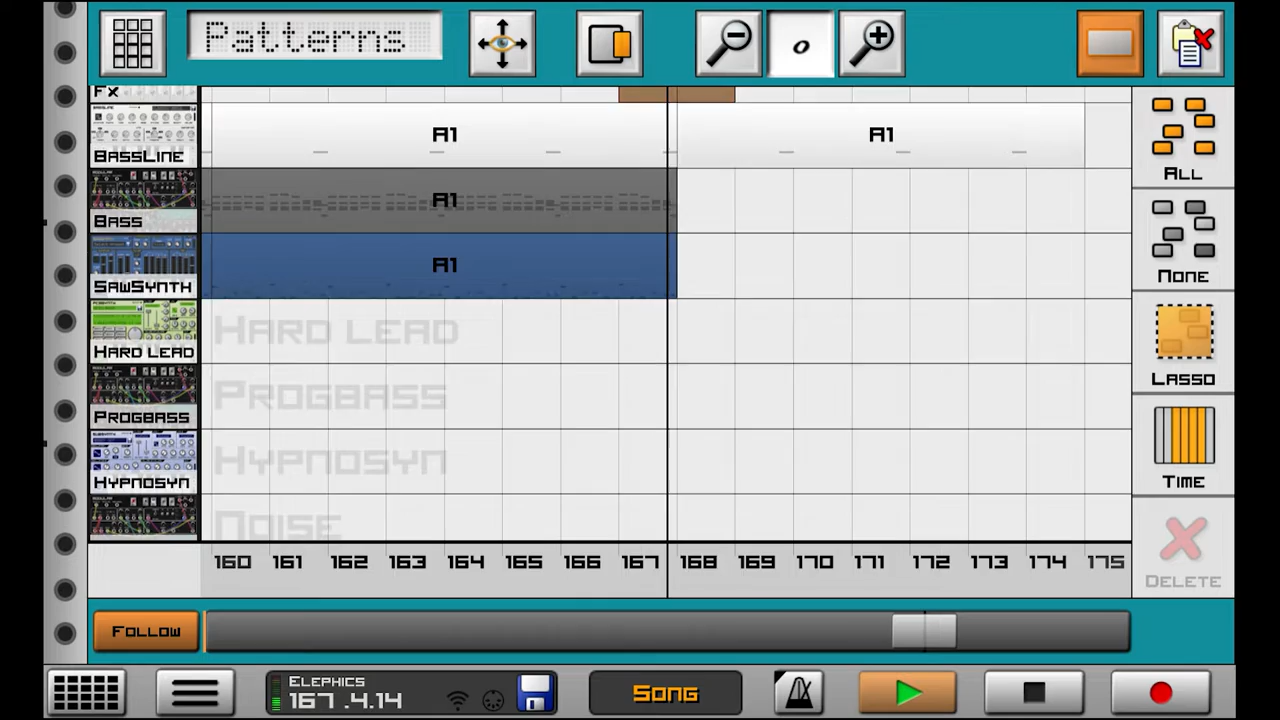 Patterns
o
FX
BassLine
A1
A1
Bass
A1
SawSynth
A1
Hard Lead
Hard Lead
ProgBass
ProgBass
Hypnosyn
Hypnosyn
Noise
160 161 162 163 164 165 166 167 168 169 170 171 172 173 174 175
All
None
Lasso
Time
Delete
Follow
Elephics
167 .4.14
Song